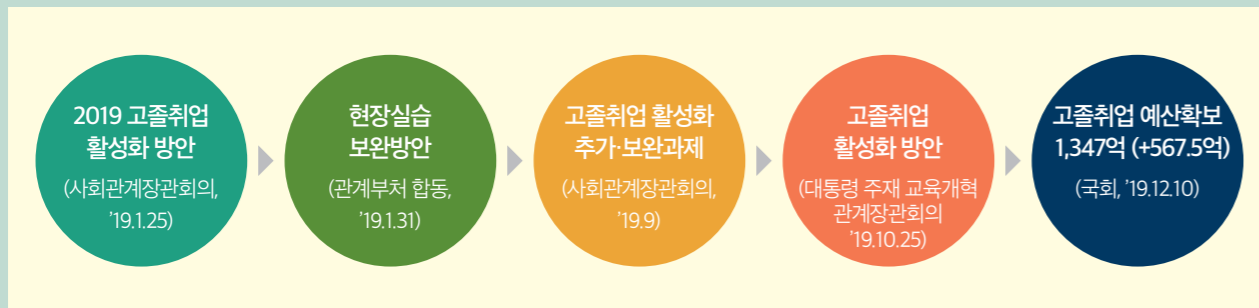 2019 고졸취업
활성화 방안
(사회관계장관회의,
’19.1.25)
현장실습
보완방안
(관계부처 합동,
’19.1.31)
고졸취업 활성화
추가·보완과제
(사회관계장관회의,
’19.9)
고졸취업
활성화 방안
(대통령 주재 교육개혁
관계장관회의
’19.10.25)
고졸취업 예산확보
1,347억 (+567.5억)
(국회, ’19.12.10)